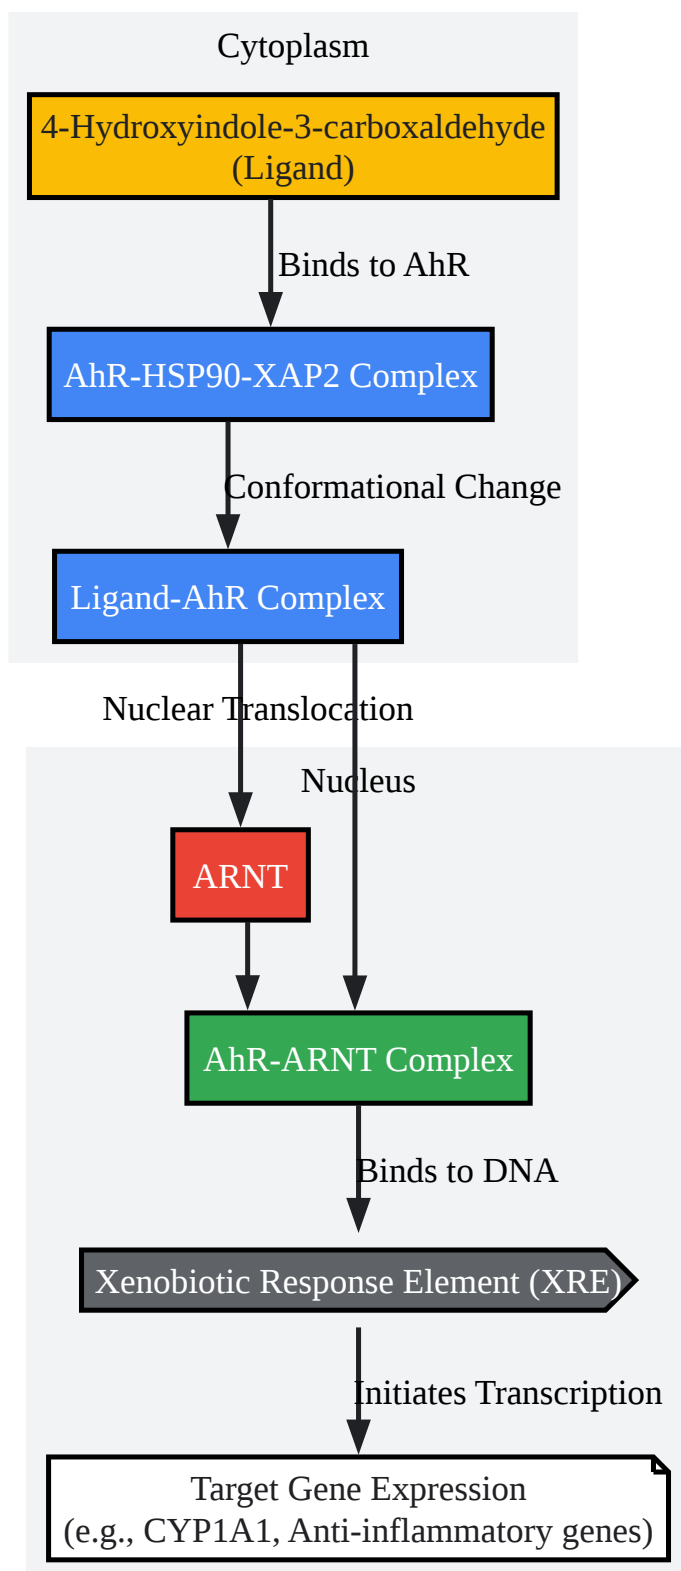 Cytoplasm
4-Hydroxyindole-3-carboxaldehyde
(Ligand)
Binds to AhR
AhR-HSP90-XAP2 Complex
Conformational Change
Ligand-AhR Complex
Nuclear Translocation
Nucleus
ARNT
AhR-ARNT Complex
Binds to DNA
Xenobiotic Response Element (XRE)
Initiates Transcription
Target Gene Expression
(e.g., CYP1A1, Anti-inflammatory genes)